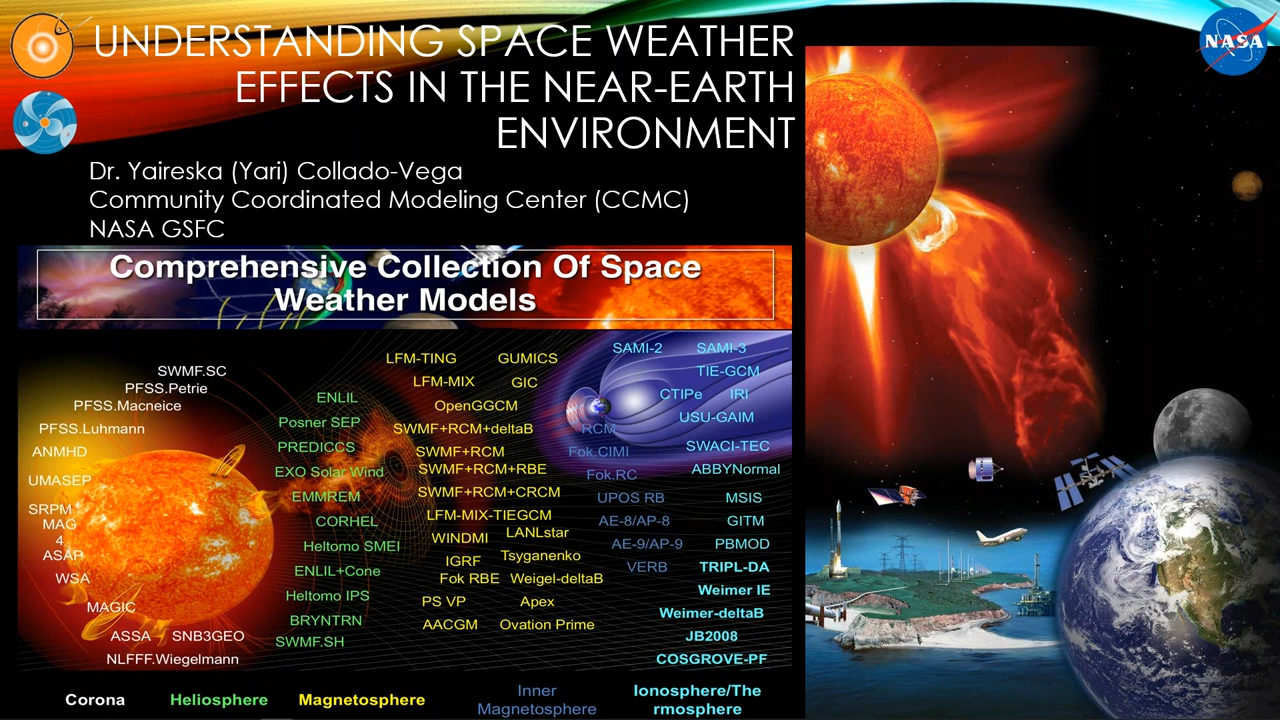 UNDERSTANDING SPACE WEATHER
EFFECTS IN THE NEAR-EARTH
ENVIRONMENT
NASA
Dr. Yaireska (Yari) Collado-Vega
Community Coordinated Modeling Center (CCMC)
NASA GSFC
Comprehensive Collection Of Space
Weather Models
SWMF.SC
PFSS.Petrie
PFSS.Macneice
PFSS.Luhmann
ANMHD
UMASEP
SRPM
MAG
4
ASAP
WSA
MAGIC
ASSA
SNB3GEO
NLFFF.Wiegelmann
ENLIL
Posner SEP
PREDICCS
EXO Solar Wind
EMMREM
CORHEL
Heltomo SMEI
ENLIL+Cone
Heltomo IPS
BRYNTRN
SWMF.SH
LFM-TING
GUMICS
LFM-MIX
GIC
OpenGGCM
SWMF+RCM+deltaB
SWMF+RCM
SWMF+RCM+RBE
SWMF+RCM+CRCM
LFM-MIX-TIEGCM
WINDMI
LANLstar
IGRF
Tsyganenko
Fok RBE
Weigel-deltaB
PS VP
Apex
AACGM
Ovation Prime
RCM
Fok.CIMI
Fok.RC
UPOS RB
AE-8/AP-8
AE-9/AP-9
VERB
SAMI-2
SAMI-3
TIE-GCM
CTIPe
IRI
USU-GAIM
SWACI-TEC
ABBYNormal
MSIS
GITM
PBMOD
TRIPL-DA
Weimer IE
Weimer-deltaB
JB2008
COSGROVE-PF
Corona
Heliosphere
Magnetosphere
Inner
Magnetosphere
Ionosphere/The
rmosphere